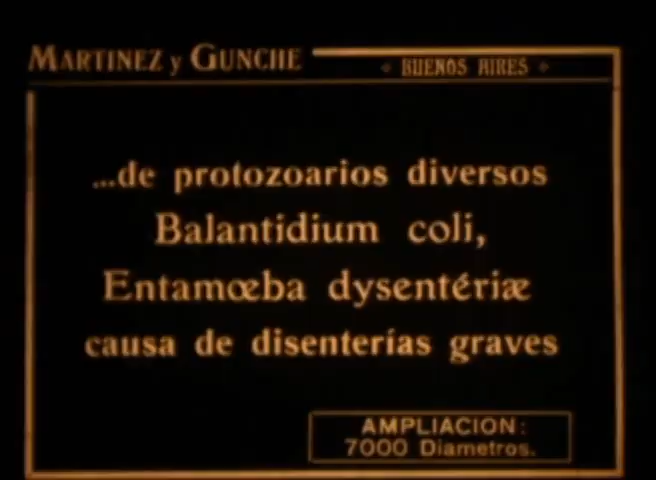 MARTINEZ y GUNCHE
BUENOS AIRES
...de protozoarios diversos
Balantidium coli,
Entamœba dysentériæ
causa de disenterías graves
AMPLIACION:
7000 Diametros.